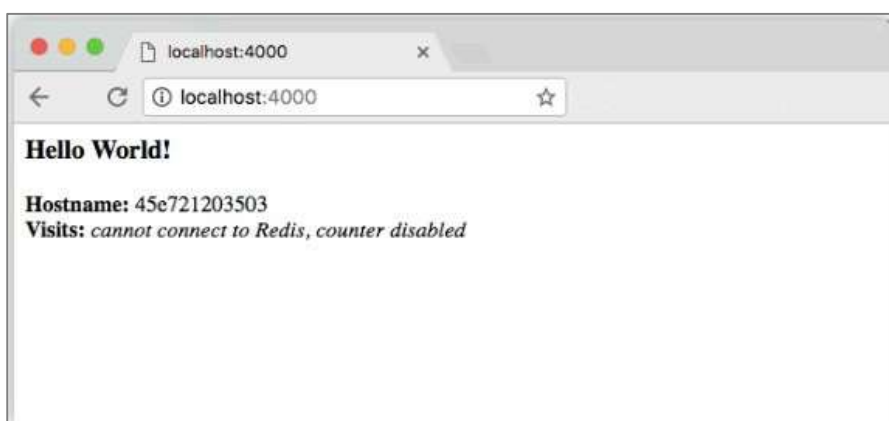 localhost:4000
localhost:4000
Hello World!
Hostname: 45e721203503
Visits: cannot connect to Redis, counter disabled